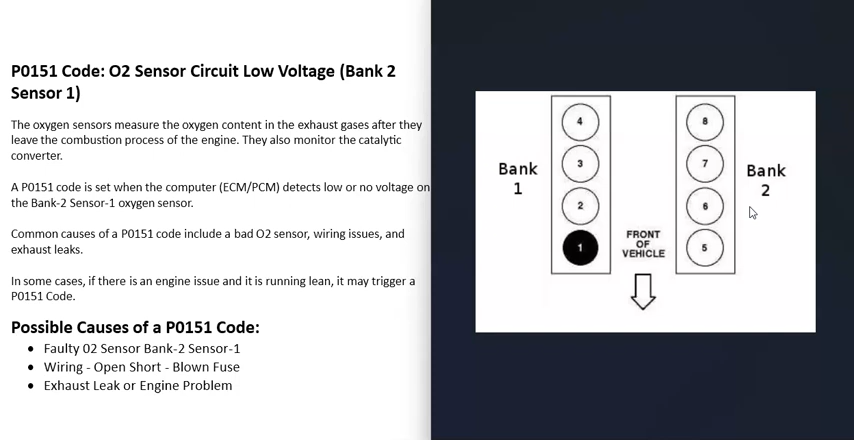 P0151 Code: O2 Sensor Circuit Low Voltage (Bank 2
Sensor 1)
The oxygen sensors measure the oxygen content in the exhaust gases after they
leave the combustion process of the engine. They also monitor the catalytic
converter.
A P0151 code is set when the computer (ECM/PCM) detects low or no voltage on
the Bank-2 Sensor-1 oxygen sensor.
Common causes of a P0151 code include a bad O2 sensor, wiring issues, and
exhaust leaks.
In some cases, if there is an engine issue and it is running lean, it may trigger a
P0151 Code.
Possible Causes of a P0151 Code:
• Faulty 02 Sensor Bank-2 Sensor-1
• Wiring - Open Short - Blown Fuse
• Exhaust Leak or Engine Problem
Bank
1
4
3
2
1
FRONT
OF
VEHICLE
8
7
6
5
Bank
2